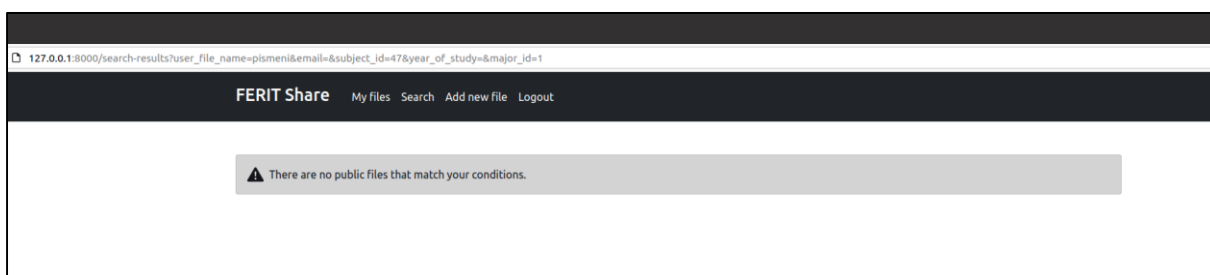 127.0.0.1:8000/search-results?user_file_name=pismeni&email=&subject_id=47&year_of_study=&major_id=1
FERIT Share My files Search Add new file Logout
There are no public files that match your conditions.